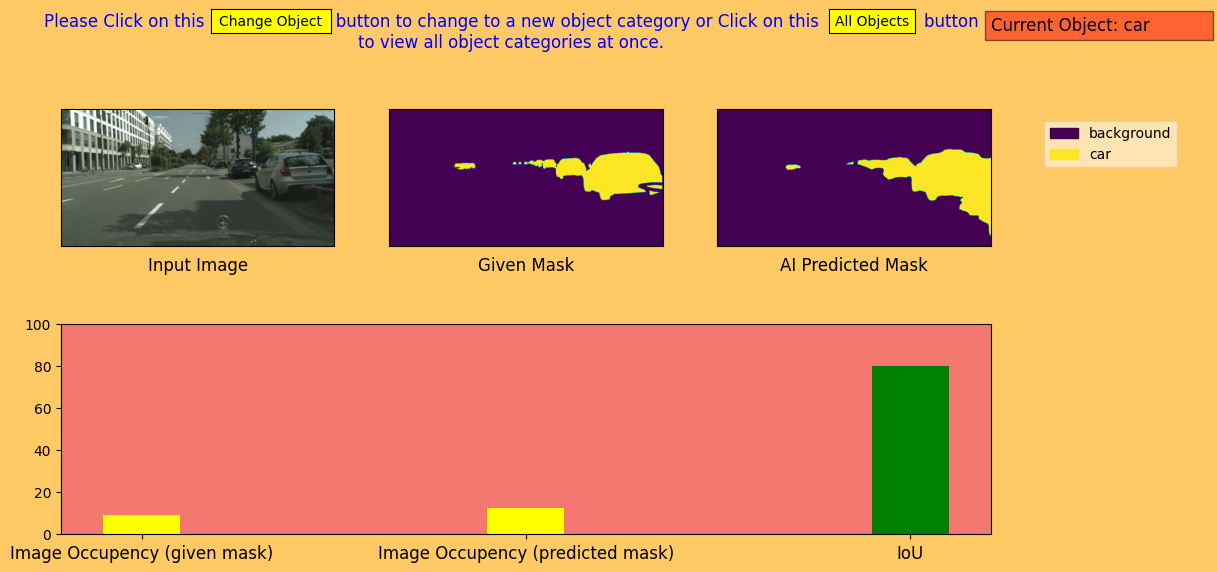 Please Click on this Change Object button to change to a new object category or Click on this All Objects button
to view all object categories at once.
Current Object: car
background
car
Input Image
Given Mask
AI Predicted Mask
100
80
60
40
20
0
Image Occupancy (given mask)
Image Occupancy (predicted mask)
IoU